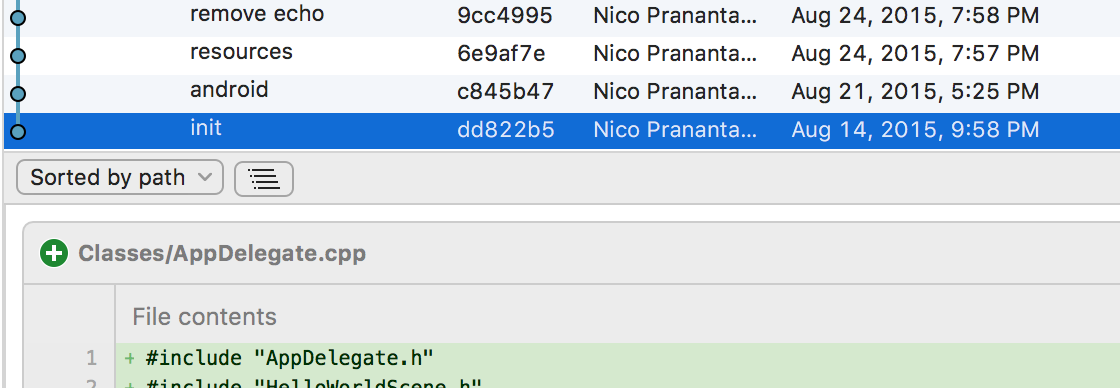 remove echo 9cc4995 Nico Prananta... Aug 24, 2015, 7:58 PM
resources 6e9af7e Nico Prananta... Aug 24, 2015, 7:57 PM
android c845b47 Nico Prananta... Aug 21, 2015, 5:25 PM
init dd822b5 Nico Prananta... Aug 14, 2015, 9:58 PM
Sorted by path
Classes/AppDelegate.cpp
File contents
1 + #include "AppDelegate.h"
2 + #include "HelloWorldScene.h"